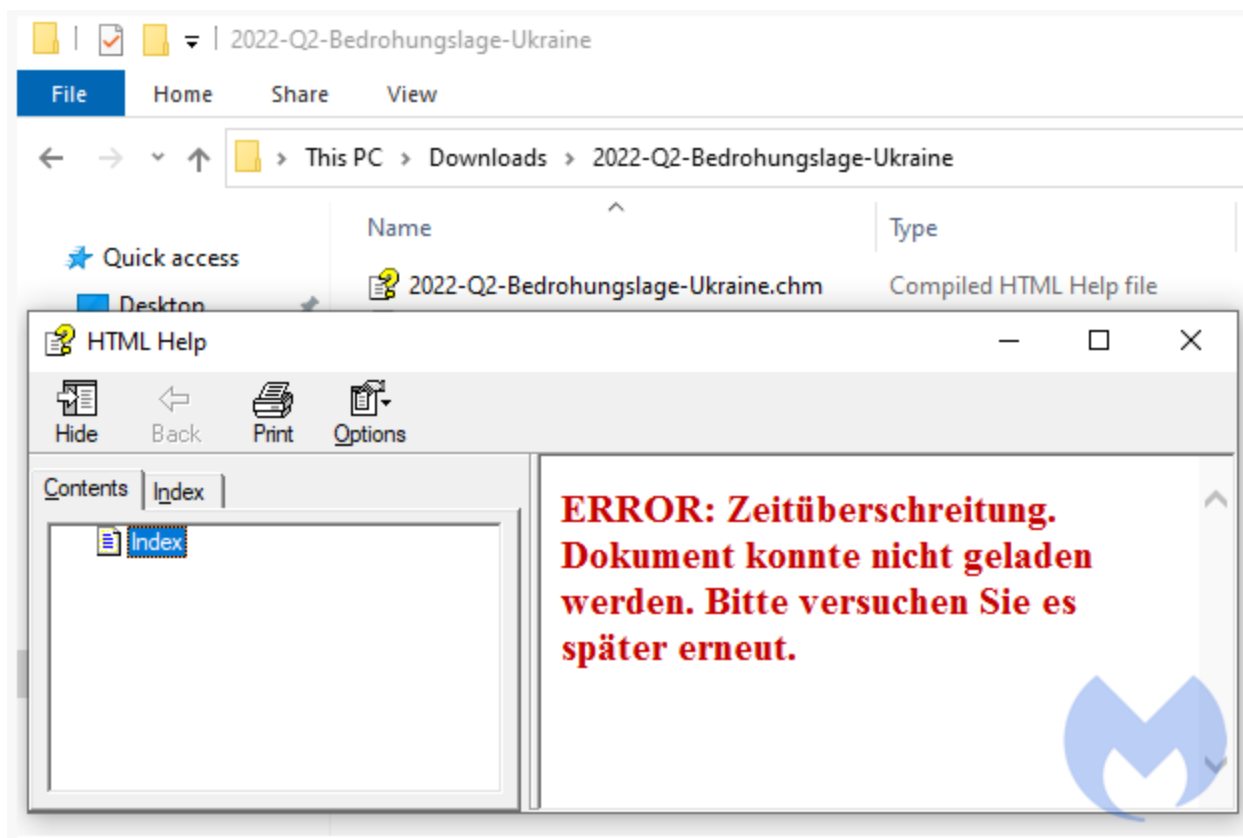 2022-Q2-Bedrohungslage-Ukraine
File Home Share View
This PC > Downloads > 2022-Q2-Bedrohungslage-Ukraine
Name Type
Quick access
2022-Q2-Bedrohungslage-Ukraine.chm Compiled HTML Help file
Desktop
HTML Help
Hide Back Print Options
Contents Index
Index
ERROR: Zeitüberschreitung.
Dokument konnte nicht geladen
werden. Bitte versuchen Sie es
später erneut.